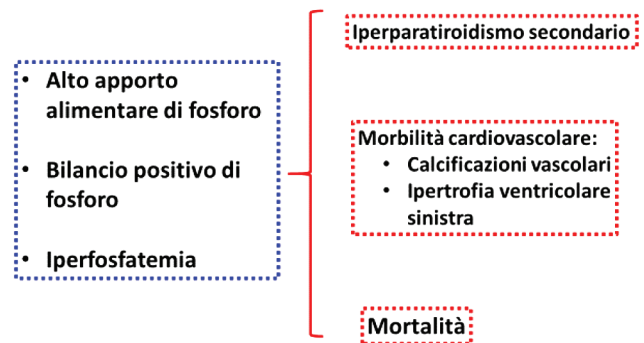 • Alto apporto
alimentare di fosforo
• Bilancio positivo di
fosforo
• Iperfosfatemia
Iperparatiroidismo secondario
Morbilità cardiovascolare:
• Calcificazioni vascolari
• Ipertrofia ventricolare
sinistra
Mortalità